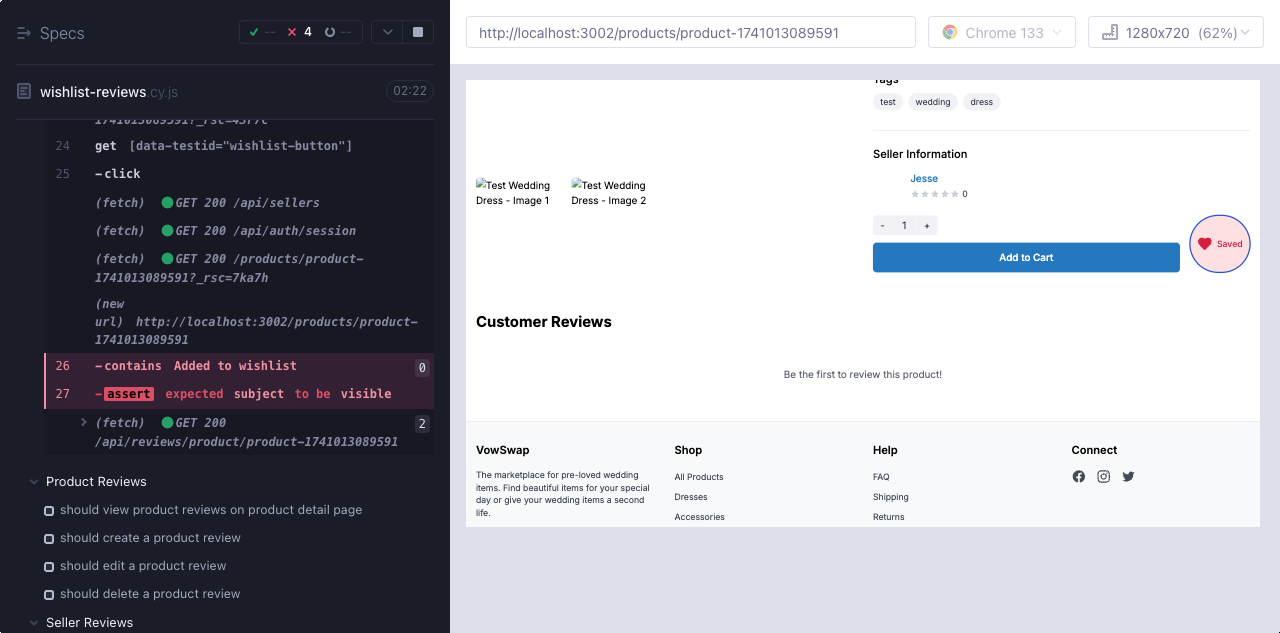 Specs
-- 4 --
wishlist-reviews.cy.js 02:22
1741013089591?_rsc=43f7c
24 get [data-testid="wishlist-button"]
25 -click
(fetch) GET 200 /api/sellers
(fetch) GET 200 /api/auth/session
(fetch) GET 200 /products/product-
1741013089591?_rsc=7ka7h
(new
url) http://localhost:3002/products/product-
1741013089591
26 -contains Added to wishlist 0
27 -assert expected subject to be visible
(fetch) GET 200 2
/api/reviews/product/product-1741013089591
Product Reviews
should view product reviews on product detail page
should create a product review
should edit a product review
should delete a product review
Seller Reviews
http://localhost:3002/products/product-1741013089591
Chrome 133
1280x720 (62%)
Tags
test wedding dress
Seller Information
Jesse
0
- 1 +
Add to Cart
Saved
Test Wedding
Dress - Image 1
Test Wedding
Dress - Image 2
Customer Reviews
Be the first to review this product!
VowSwap
The marketplace for pre-loved wedding
items. Find beautiful items for your special
day or give your wedding items a second
life.
Shop
All Products
Dresses
Accessories
Help
FAQ
Shipping
Returns
Connect